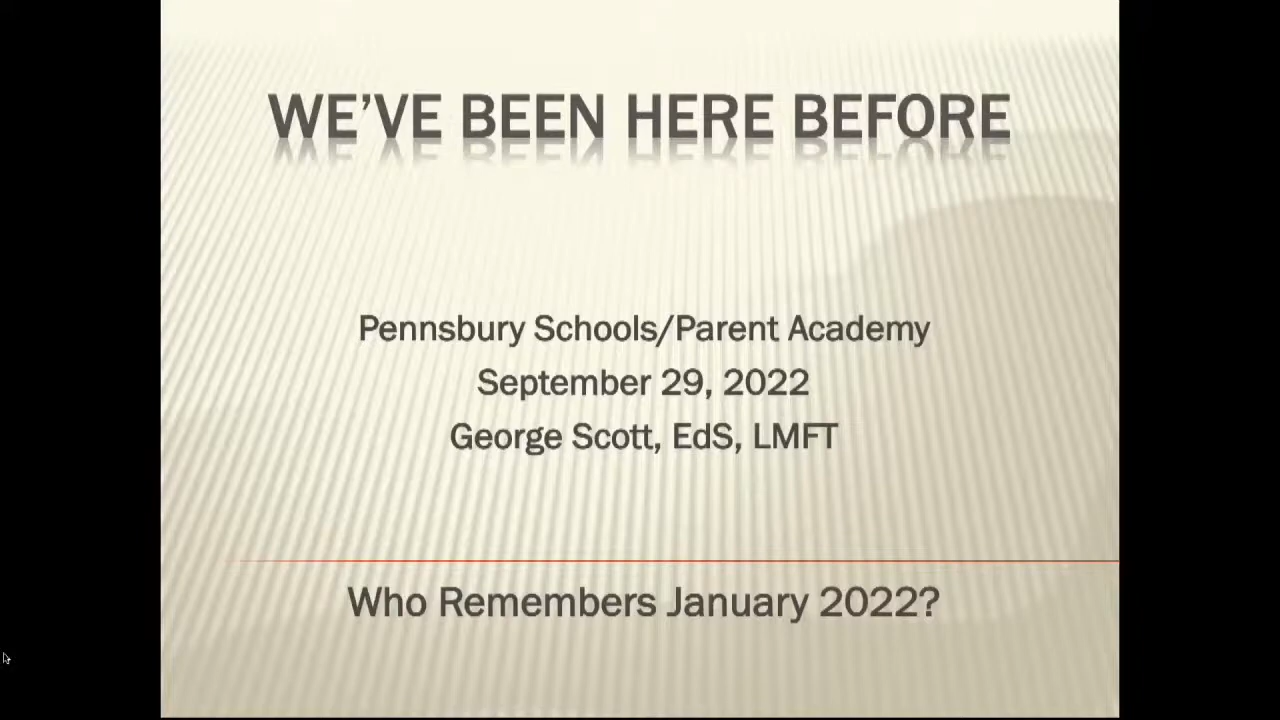 WE'VE BEEN HERE BEFORE
Pennsbury Schools/Parent Academy
September 29, 2022
George Scott, EdS, LMFT
Who Remembers January 2022?